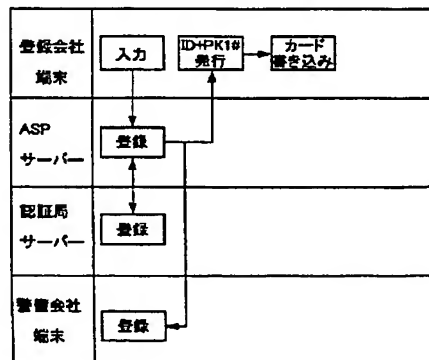 登録会社
端末
入力
ID+PK1#
発行
カード
書き込み
ASP
サーバー
登録
認証局
サーバー
登録
警備会社
端末
登録